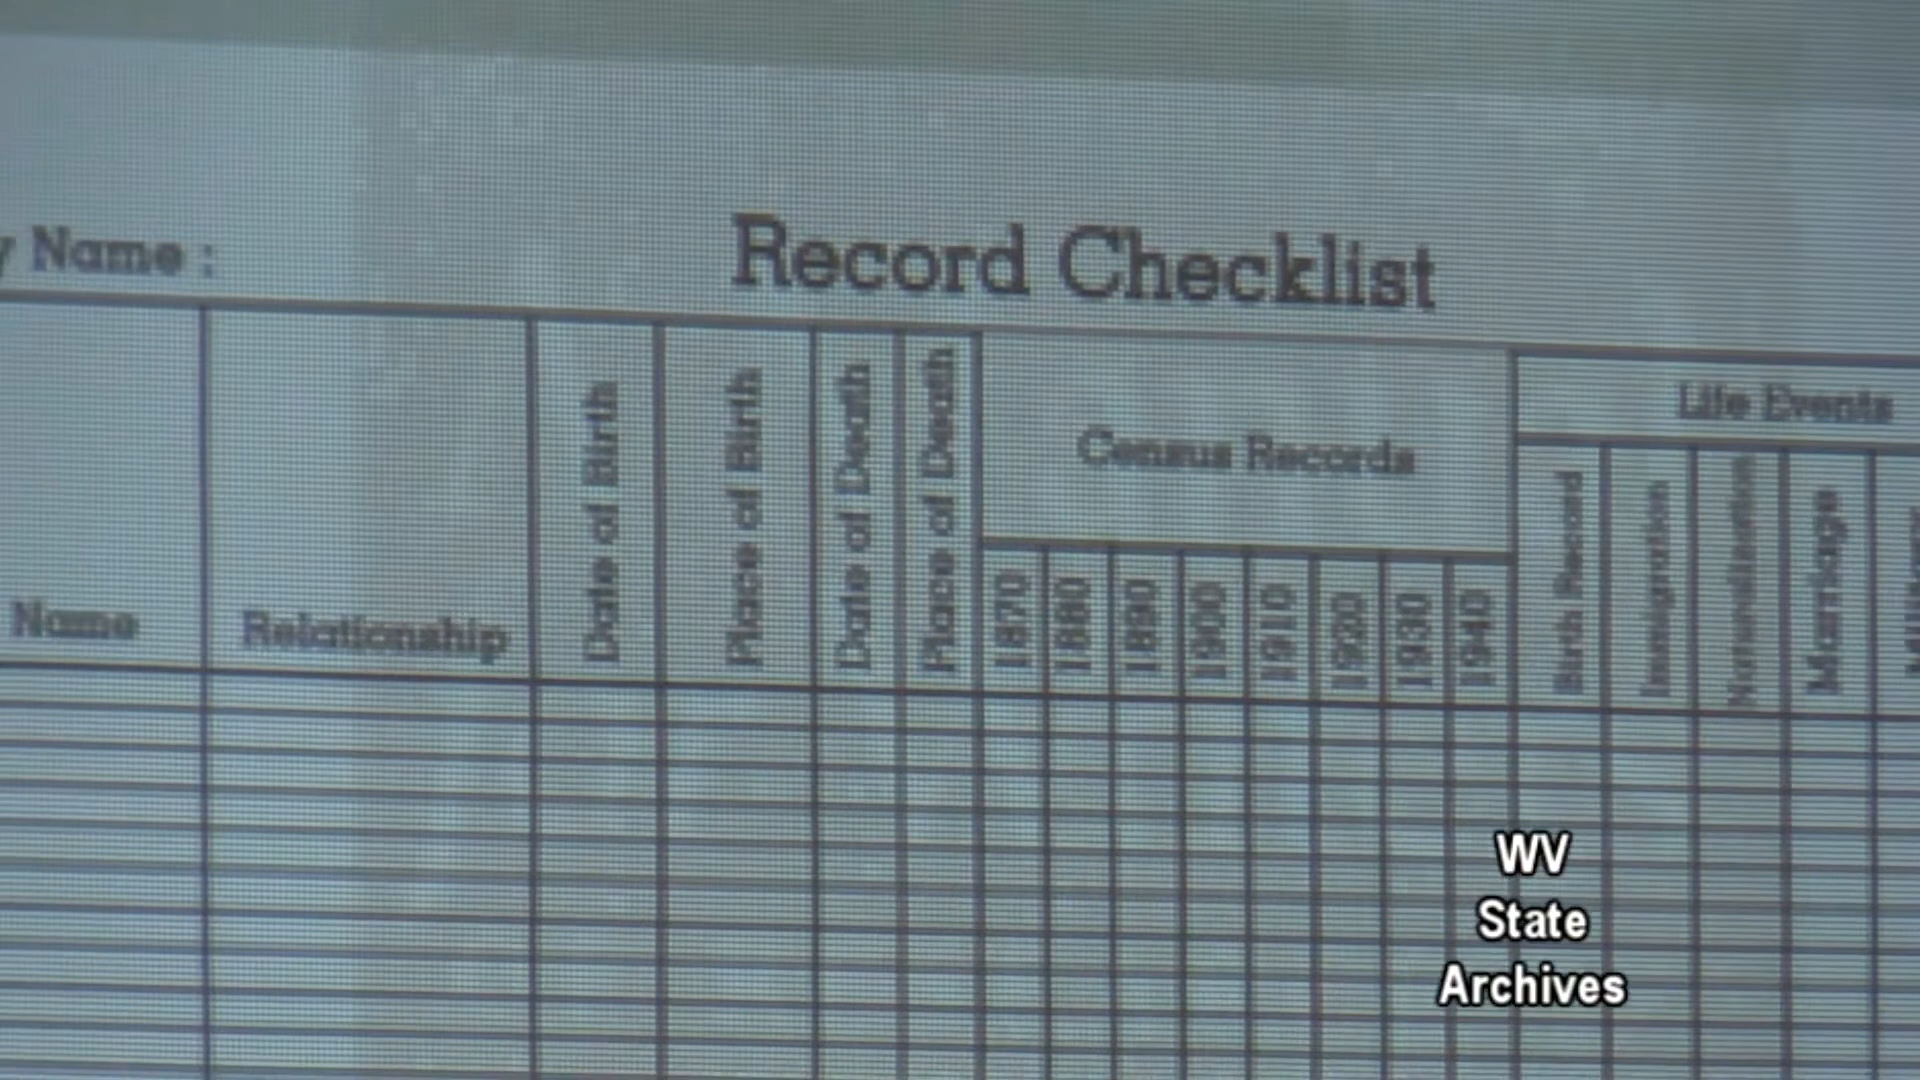 y Name :
Record Checklist
Name
Relationship
Date of Birth
Place of Birth
Date of Death
Place of Death
Census Records
1870
1880
1890
1900
1910
1920
1930
1940
Life Events
Birth Record
Immigration
Naturalization
Marriage
WV
State
Archives